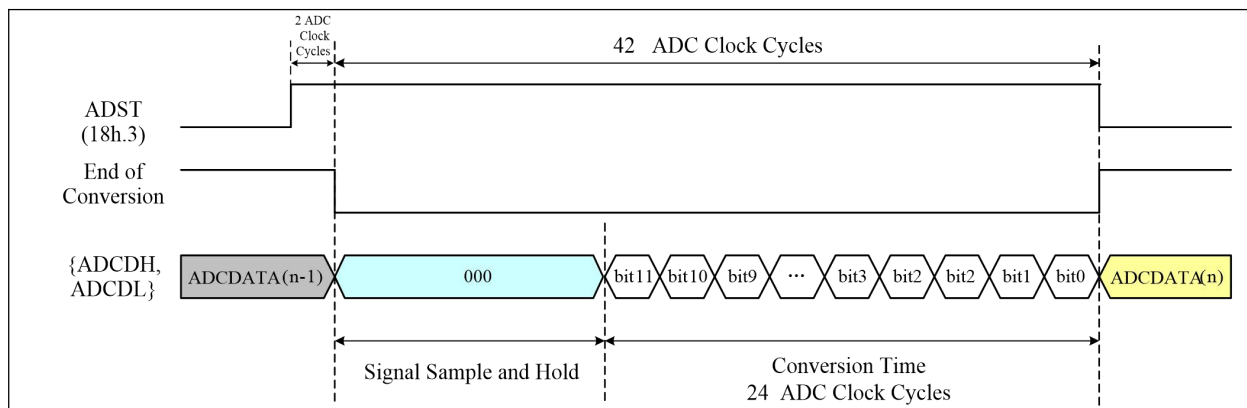 2 ADC
Clock
Cycles
42 ADC Clock Cycles
ADST
(18h.3)
End of
Conversion
{ADCDH,
ADCDL}
ADCDATA(n-1)
000
bit11
bit10
bit9
...
bit3
bit2
bit2
bit1
bit0
ADCDATA(n)
Signal Sample and Hold
Conversion Time
24 ADC Clock Cycles